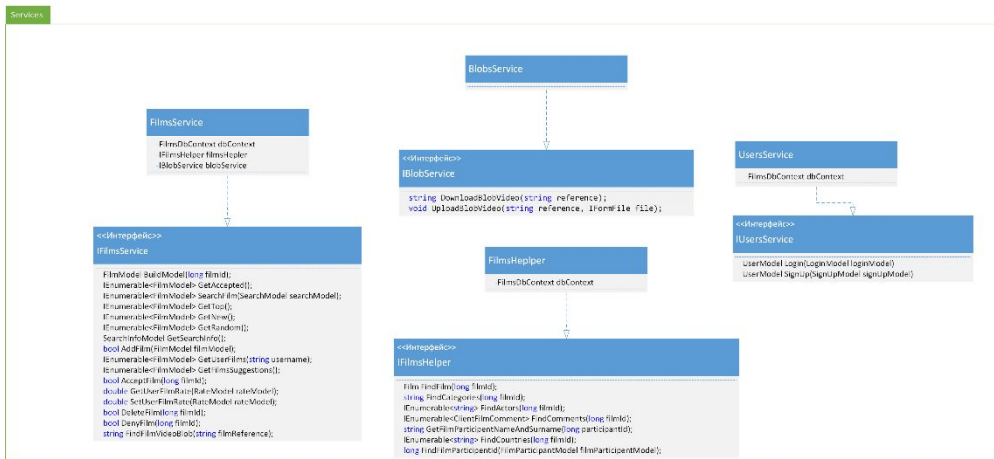 Services
BlobsService
FilmsService
FilmsDbContext dbContext
IFilmsHelper filmsHepler
IBlobService blobService
<<Интерфейс>>
IBlobService
string DownloadBlobVideo(string reference);
void UploadBlobVideo(string reference, IFormFile file);
UsersService
FilmsDbContext dbContext
<<Интерфейс>>
IFilmsService
FilmModel BuildModel(long filmId);
IEnumerable<FilmModel> GetAccepted();
IEnumerable<FilmModel> SearchFilm(SearchModel searchModel);
IEnumerable<FilmModel> GetTop();
IEnumerable<FilmModel> GetNew();
IEnumerable<FilmModel> GetRandom();
SearchInfoModel GetSearchInfo();
bool AddFilm(FilmModel filmModel);
IEnumerable<FilmModel> GetUserFilms(string username);
IEnumerable<FilmModel> GetFilmsSuggestions();
bool AcceptFilm(long filmId);
double GetUserFilmRate(RateModel rateModel);
double SetUserFilmRate(RateModel rateModel);
bool DeleteFilm(long filmId);
bool DenyFilm(long filmId);
string FindFilmVideoBlob(string filmReference);
<<Интерфейс>>
IUsersService
UserModel Login(LoginModel loginModel)
UserModel SignUp(SignUpModel signUpModel)
FilmsHeplper
FilmsDbContext dbContext
<<Интерфейс>>
IFilmsHelper
Film FindFilm(long filmId);
string FindCategories(long filmId);
IEnumerable<string> FindActors(long filmId);
IEnumerable<ClientFilmComment> FindComments(long filmId);
string GetFilmParticipentNameAndSurname(long participantId);
IEnumerable<string> FindCountries(long filmId);
long FindFilmParticipentId(FilmParticipantModel filmParticipentModel);